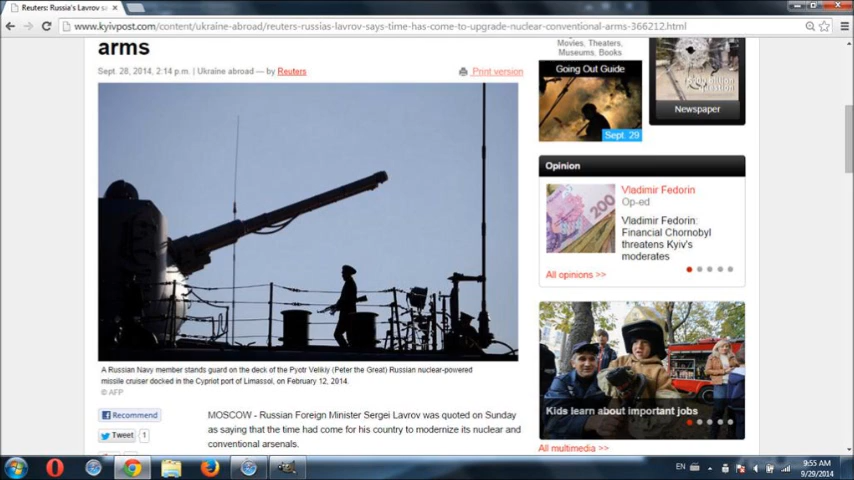 Reuters: Russia's Lavrov sa
www.kyivpost.com/content/ukraine-abroad/reuters-russias-lavrov-says-time-has-come-to-upgrade-nuclear-conventional-arms-366212.html
arms
Sept. 28, 2014, 2:14 p.m. | Ukraine abroad — by Reuters
Print version
A Russian Navy member stands guard on the deck of the Pyotr Velikiy (Peter the Great) Russian nuclear-powered
missile cruiser docked in the Cypriot port of Limassol, on February 12, 2014.
© AFP
Recommend
Tweet 1
MOSCOW - Russian Foreign Minister Sergei Lavrov was quoted on Sunday
as saying that the time had come for his country to modernize its nuclear and
conventional arsenals.
Movies, Theaters,
Museums, Books
Going Out Guide
Sept. 29
Question
Newspaper
Opinion
200
Vladimir Fedorin
Op-ed
Vladimir Fedorin:
Financial Chornobyl
threatens Kyiv's
moderates
All opinions >>
Kids learn about important jobs
All multimedia >>
EN
9:55 AM
9/29/2014